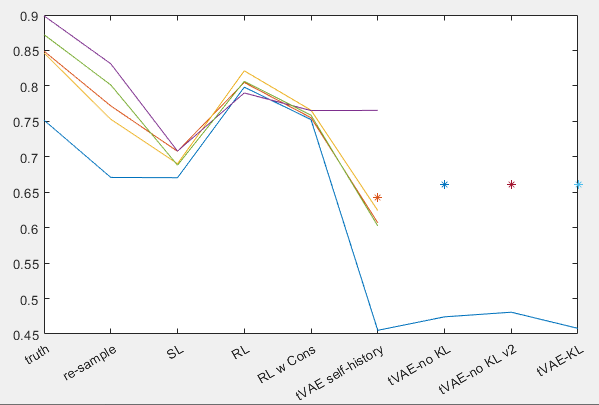 0.9
0.85
0.8
0.75
0.7
0.65
0.6
0.55
0.5
0.45
truth
re-sample
SL
RL
RL w Cons
tVAE self-history
tVAE-no KL
tVAE-no KL v2
tVAE-KL